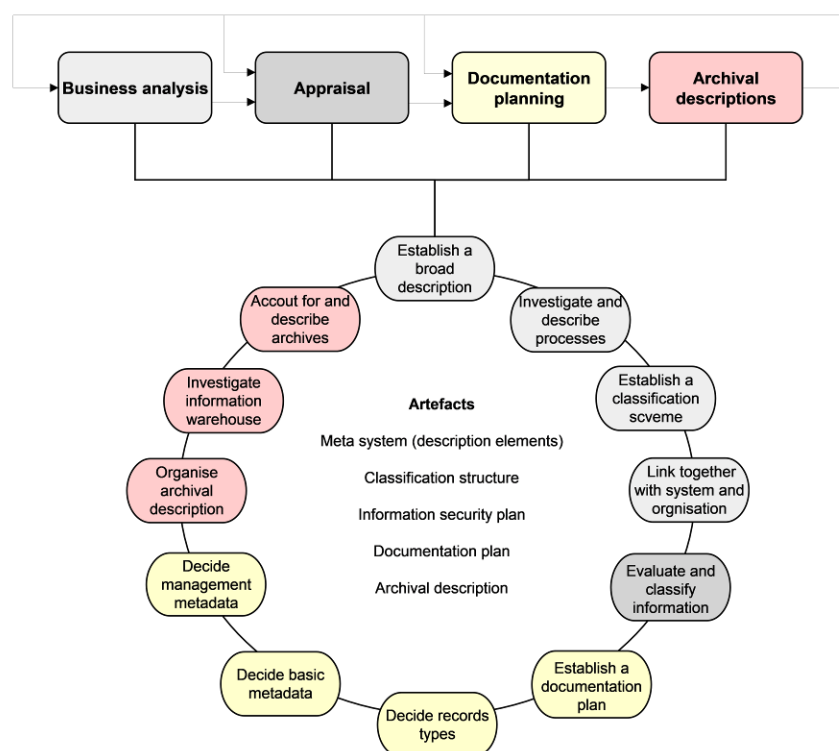 Business analysis
Appraisal
Documentation
planning
Archival
descriptions
Establish a
broad
description
Accout for and
describe
archives
Investigate and
describe
processes
Investigate
information
warehouse
Establish a
classification
scveme
Artefacts
Meta system (description elements)
Classification structure
Information security plan
Documentation plan
Archival description
Organise
archival
description
Link together
with system and
orgnisation
Decide
management
metadata
Evaluate and
classify
information
Decide basic
metadata
Establish a
documentation
plan
Decide records
types